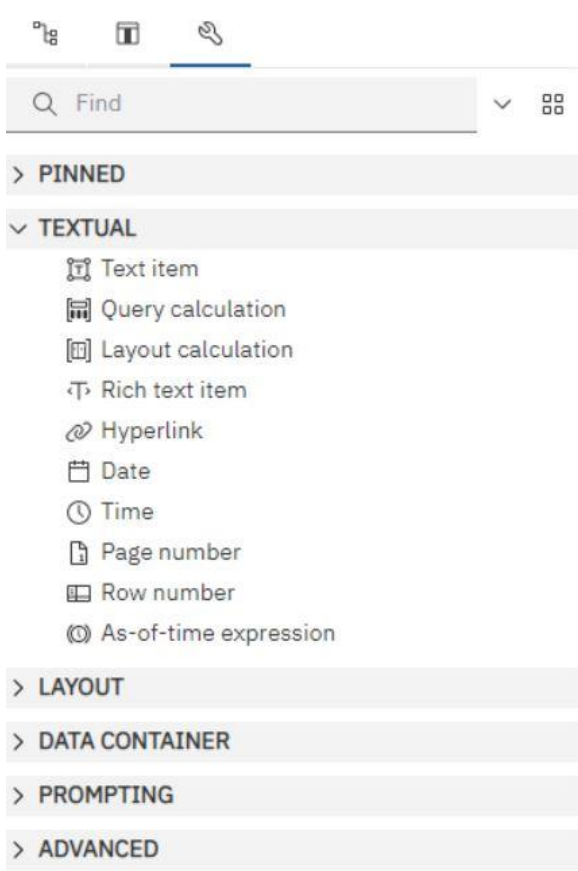 Find
PINNED
TEXTUAL
Text item
Query calculation
Layout calculation
Rich text item
Hyperlink
Date
Time
Page number
Row number
As-of-time expression
LAYOUT
DATA CONTAINER
PROMPTING
ADVANCED